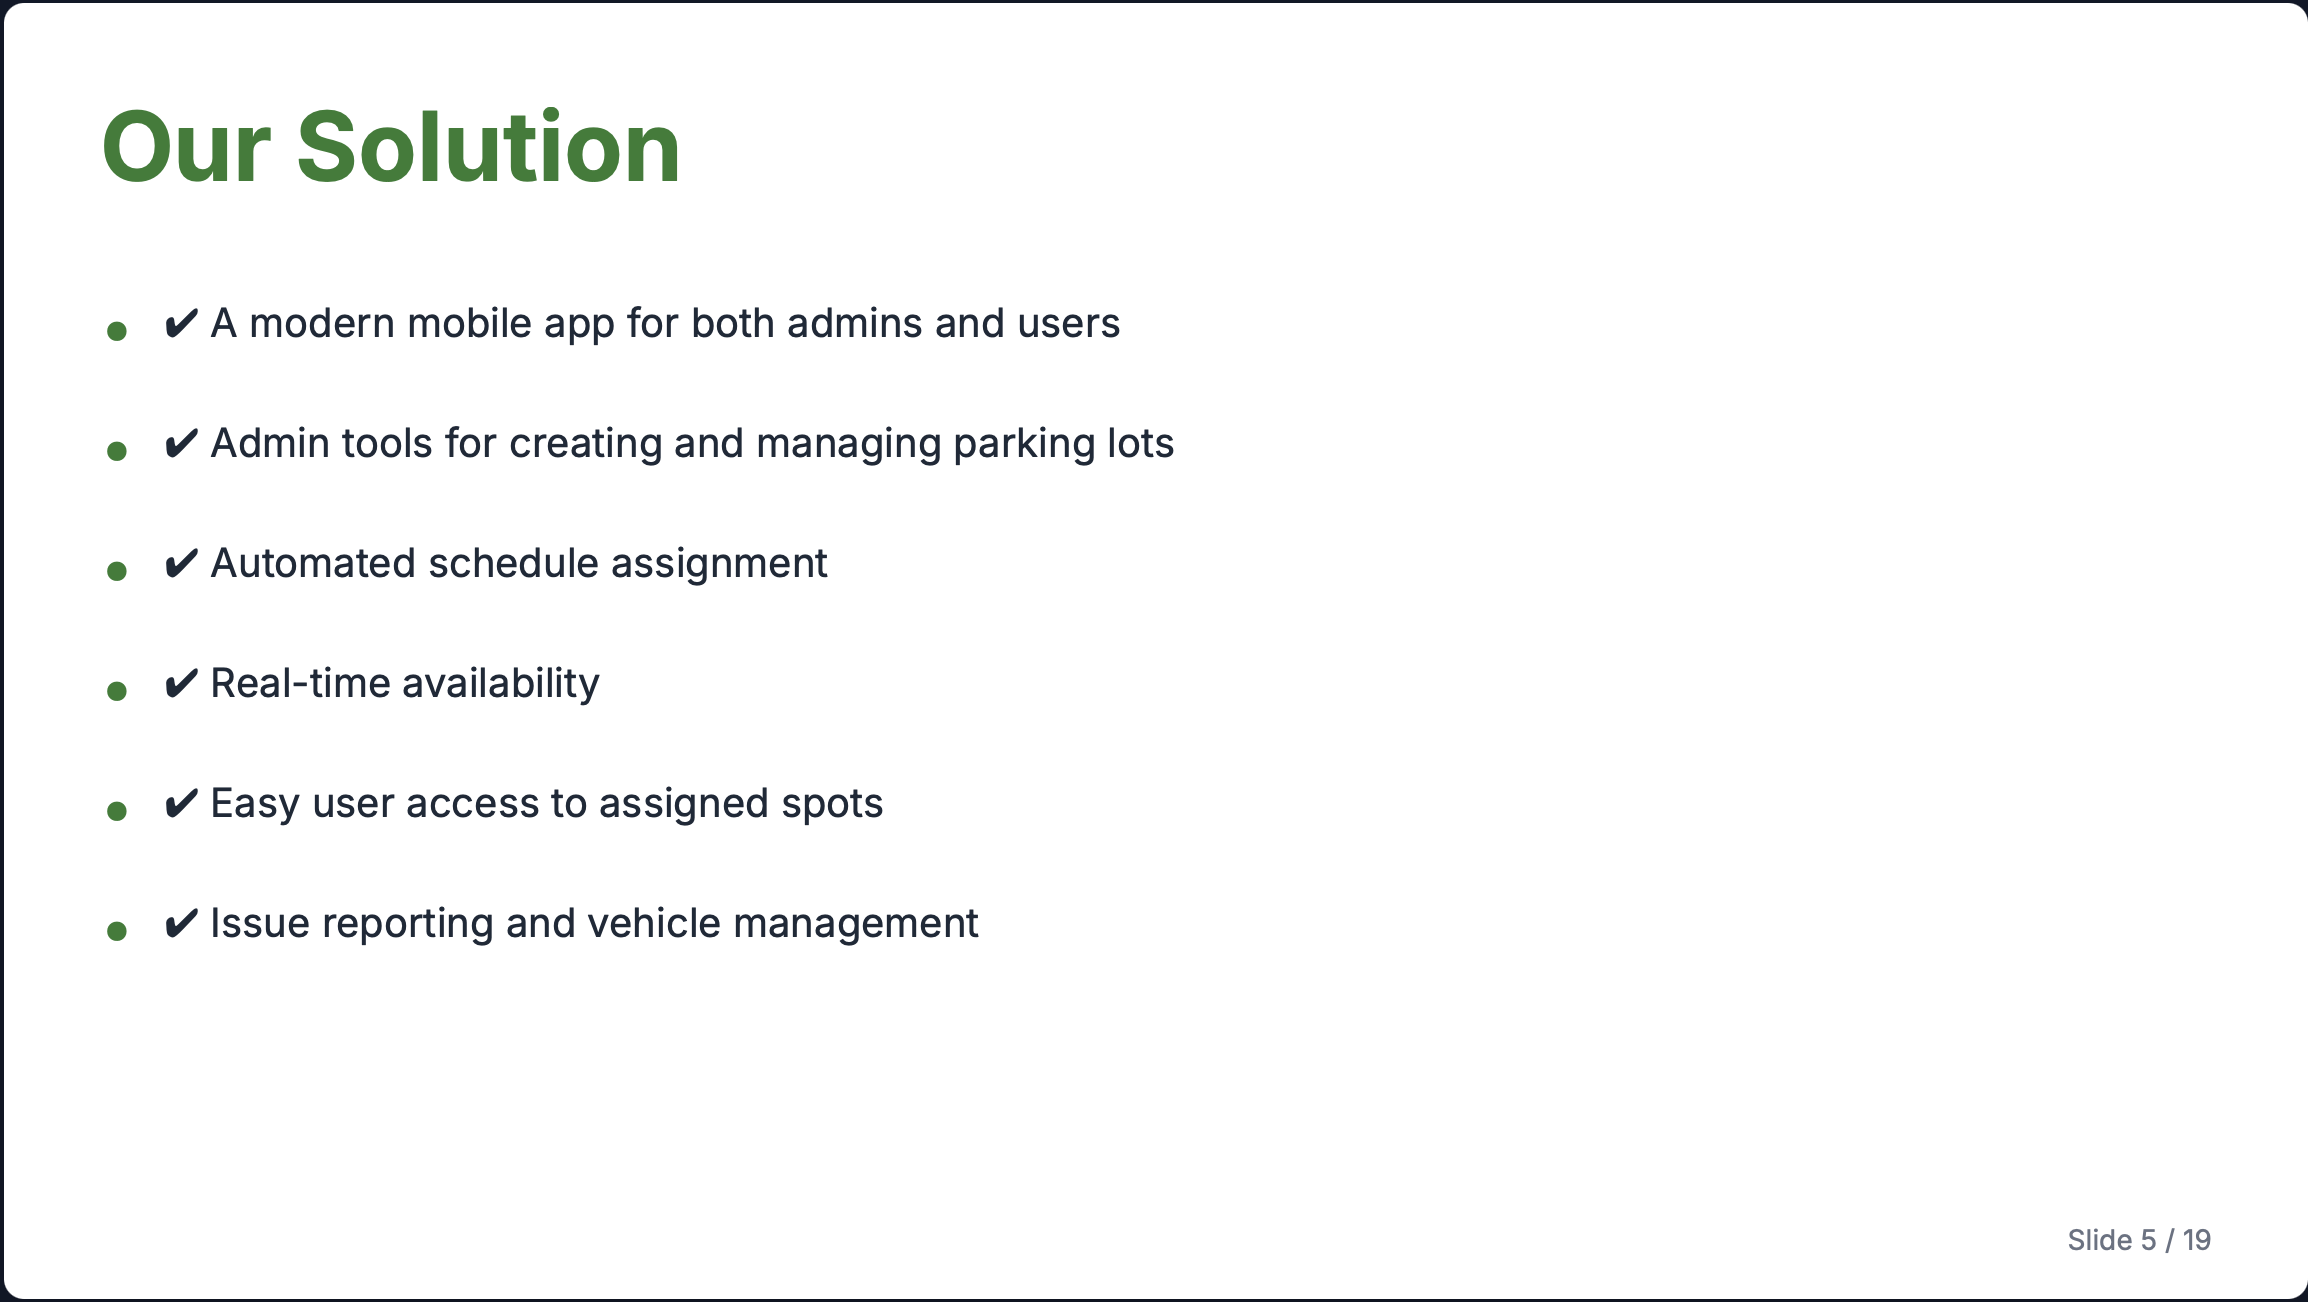 Our Solution
● ✔ A modern mobile app for both admins and users
● ✔ Admin tools for creating and managing parking lots
● ✔ Automated schedule assignment
● ✔ Real-time availability
● ✔ Easy user access to assigned spots
● ✔ Issue reporting and vehicle management
Slide 5 / 19